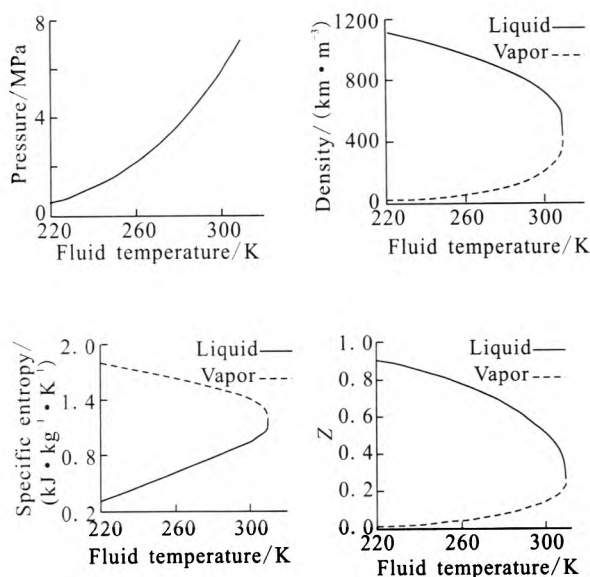 Pressure/MPa
8
4
0
220
260
300
Fluid temperature/K
Density/(km·m⁻³)
1200
800
400
0
Liquid
Vapor
220
260
300
Fluid temperature/K
Specific entropy/
(kJ·kg⁻¹·K⁻¹)
2.0
1.4
0.8
0.2
Liquid
Vapor
220
260
300
Fluid temperature/K
Z
1.0
0.8
0.6
0.4
0.2
0.0
Liquid
Vapor
220
260
300
Fluid temperature/K